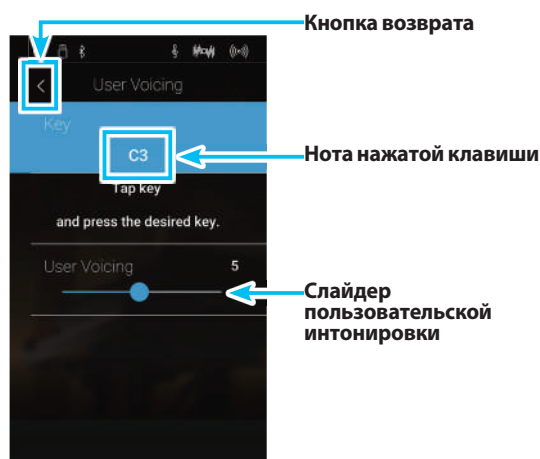 Кнопка возврата
<
User Voicing
Key
C3
Нота нажатой клавиши
Tap key
and press the desired key.
User Voicing 5
Слайдер
пользовательской
интонировки